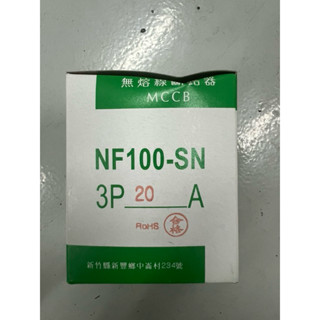 無熔線斷路器
MCCB
NF100-SN
3P 20 A
RoHS 合格
新竹縣新豐鄉中崙村234號